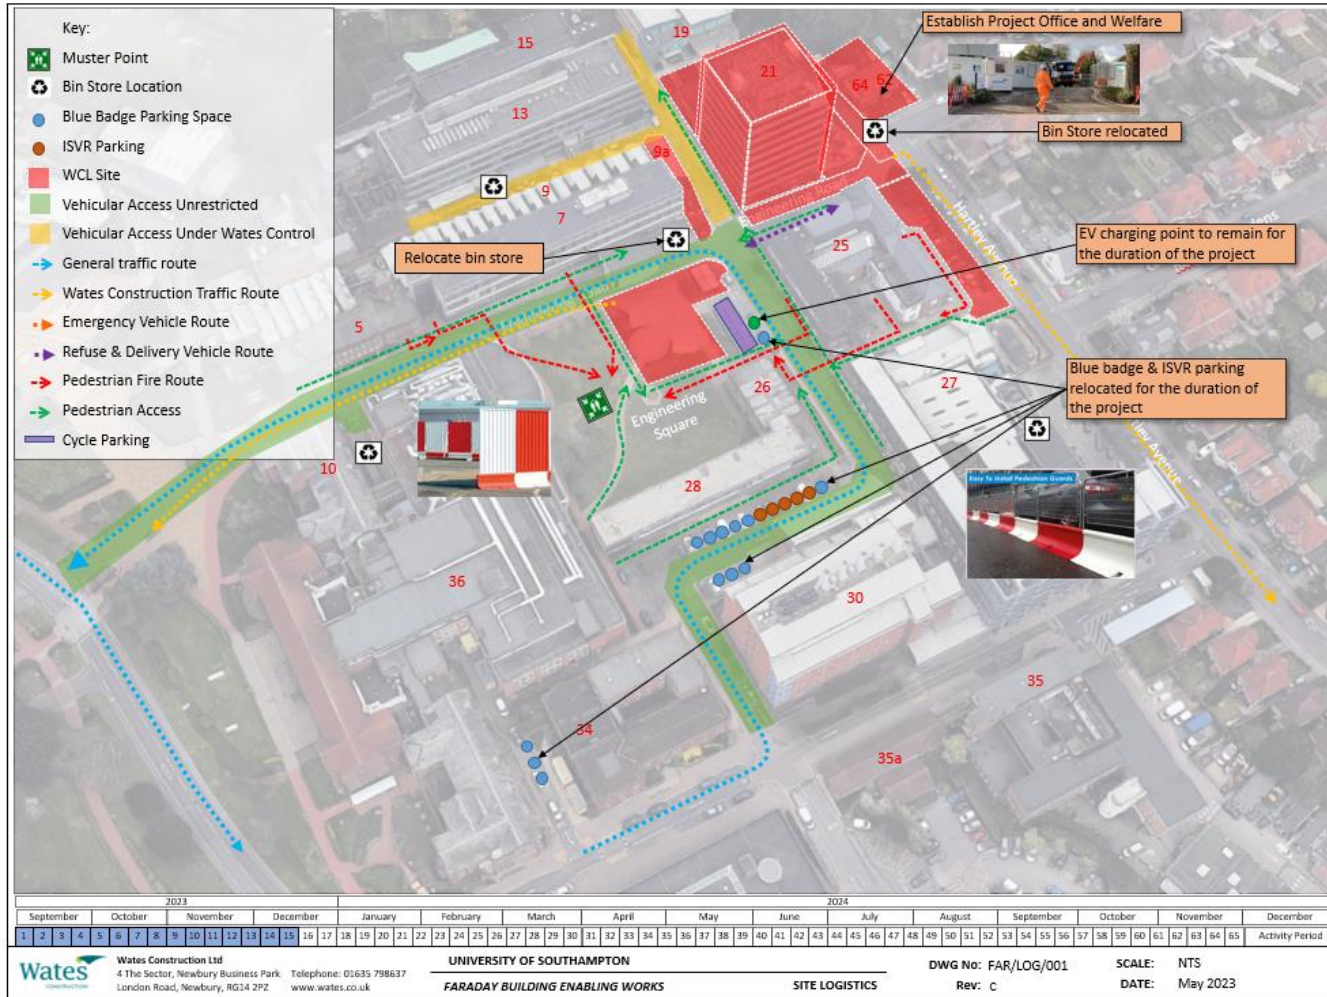 Key:
Muster Point
Bin Store Location
Blue Badge Parking Space
ISVR Parking
WCL Site
Vehicular Access Unrestricted
Vehicular Access Under Wates Control
General traffic route
Wates Construction Traffic Route
Emergency Vehicle Route
Refuse & Delivery Vehicle Route
Pedestrian Fire Route
Pedestrian Access
Cycle Parking
15
19
21
64
62
13
9a
9
7
5
10
25
26
27
28
36
30
34
35
35a
Establish Project Office and Welfare
Bin Store relocated
Engineering Road
Hartley Avenue
Relocate bin store
EV charging point to remain for
the duration of the project
Blue badge & ISVR parking
relocated for the duration of
the project
Engineering
Square
Easy To Install Pedestrian Guards
2023
2024
September October November December January February March April May June July August September October November December
1 2 3 4 5 6 7 8 9 10 11 12 13 14 15 16 17 18 19 20 21 22 23 24 25 26 27 28 29 30 31 32 33 34 35 36 37 38 39 40 41 42 43 44 45 46 47 48 49 50 51 52 53 54 55 56 57 58 59 60 61 62 63 64 65 Activity Period
Wates
CONSTRUCTION
Wates Construction Ltd
4 The Sector, Newbury Business Park Telephone: 01635 798637
London Road, Newbury, RG14 2PZ www.wates.co.uk
UNIVERSITY OF SOUTHAMPTON
FARADAY BUILDING ENABLING WORKS
SITE LOGISTICS
DWG No: FAR/LOG/001
Rev: C
SCALE: NTS
DATE: May 2023